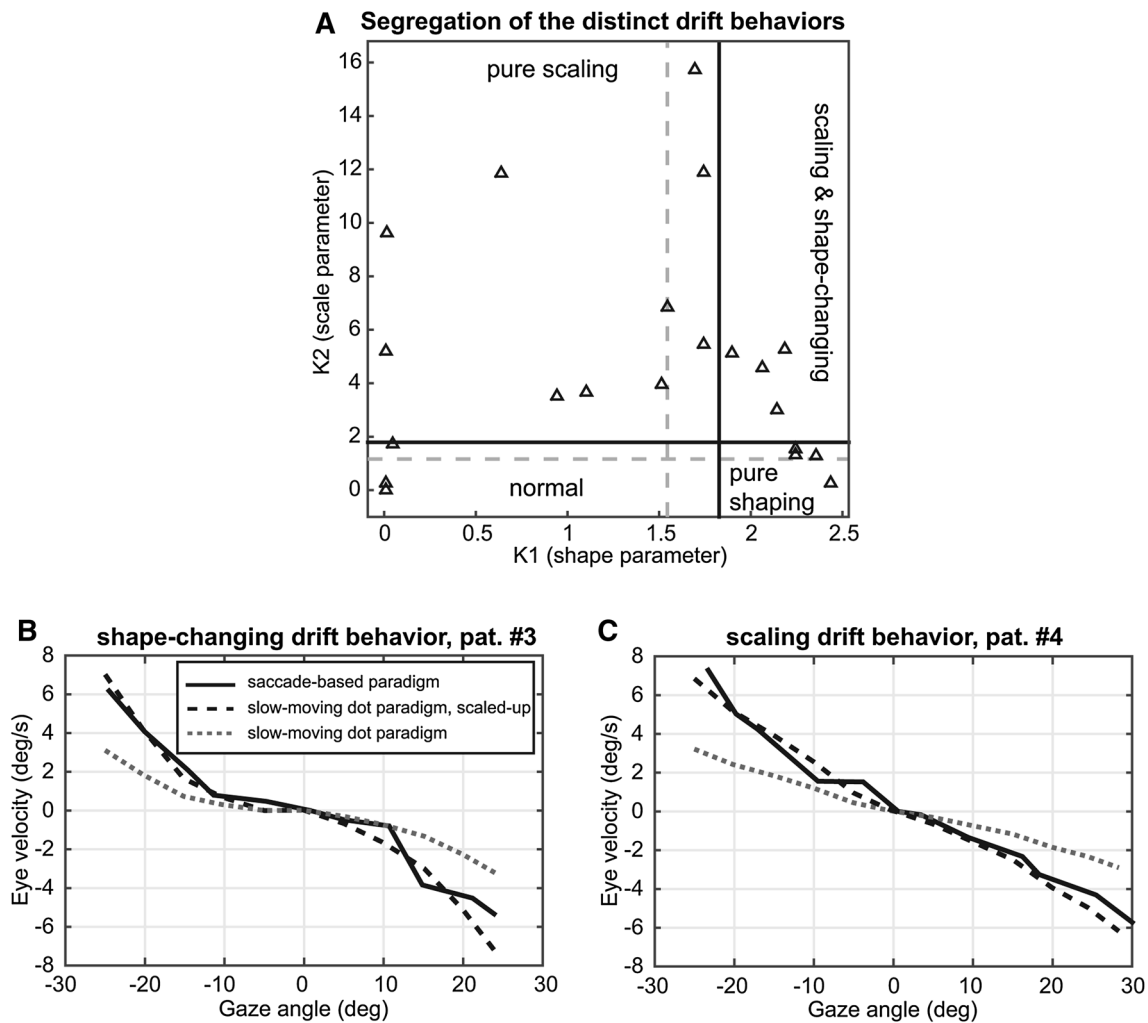 A Segregation of the distinct drift behaviors
16
14
12
10
8
6
4
2
0
K2 (scale parameter)
pure scaling
scaling & shape-changing
normal
pure
shaping
0 0.5 1 1.5 2 2.5
K1 (shape parameter)
B shape-changing drift behavior, pat. #3
8
6
4
2
0
-2
-4
-6
-8
Eye velocity (deg/s)
saccade-based paradigm
slow-moving dot paradigm, scaled-up
slow-moving dot paradigm
-30 -20 -10 0 10 20 30
Gaze angle (deg)
C scaling drift behavior, pat. #4
8
6
4
2
0
-2
-4
-6
-8
Eye velocity (deg/s)
-30 -20 -10 0 10 20 30
Gaze angle (deg)